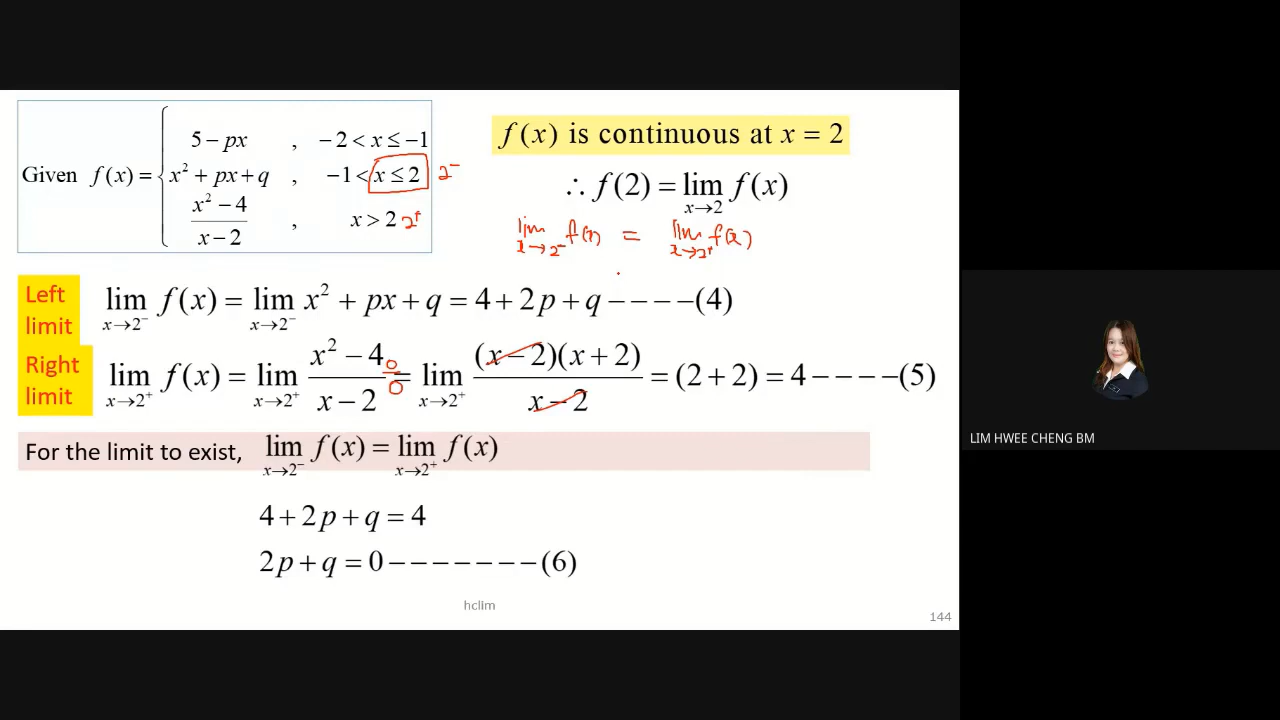 Given f(x) = { 5 − px , −2 < x ≤ −1
x² + px + q , −1 < x ≤ 2 2⁻
(x² − 4)/(x − 2) , x > 2 2⁺
f(x) is continuous at x = 2
∴ f(2) = lim x→2 f(x)
lim x→2⁻ f(x) = lim x→2⁺ f(x)
Left limit lim x→2⁻ f(x) = lim x→2⁻ x² + px + q = 4 + 2p + q −−−−(4)
Right limit lim x→2⁺ f(x) = lim x→2⁺ (x² − 4)/(x − 2) 0/0 = lim x→2⁺ (x − 2)(x + 2)/(x − 2) = (2 + 2) = 4 −−−−(5)
For the limit to exist, lim x→2⁻ f(x) = lim x→2⁺ f(x)
4 + 2p + q = 4
2p + q = 0 −−−−−−−(6)
hclim
144
LIM HWEE CHENG BM